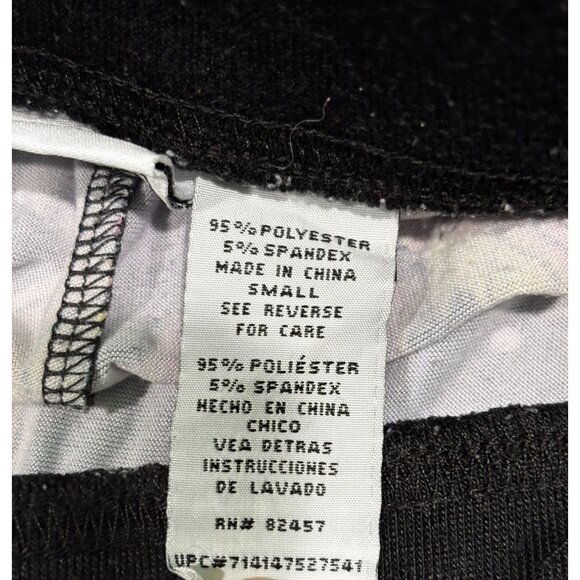 95% POLYESTER
5% SPANDEX
MADE IN CHINA
SMALL
SEE REVERSE
FOR CARE
95% POLIÉSTER
5% SPANDEX
HECHO EN CHINA
CHICO
VEA DETRAS
INSTRUCCIONES
DE LAVADO
RN# 82457
UPC#714147527541